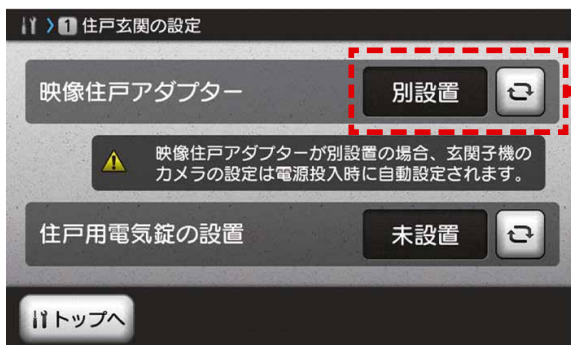 1 住戸玄関の設定
映像住戸アダプター 別設置
映像住戸アダプターが別設置の場合、玄関子機の
カメラの設定は電源投入時に自動設定されます。
住戸用電気錠の設置 未設置
トップへ